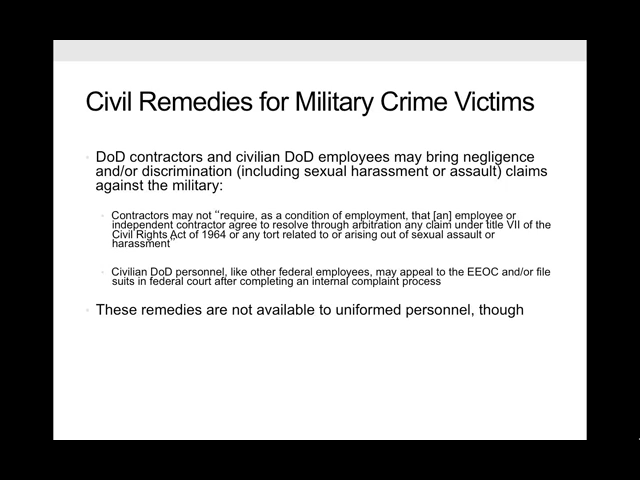 Civil Remedies for Military Crime Victims
DoD contractors and civilian DoD employees may bring negligence
and/or discrimination (including sexual harassment or assault) claims
against the military:
Contractors may not "require, as a condition of employment, that [an] employee or
independent contractor agree to resolve through arbitration any claim under title VII of the
Civil Rights Act of 1964 or any tort related to or arising out of sexual assault or
harassment"
Civilian DoD personnel, like other federal employees, may appeal to the EEOC and/or file
suits in federal court after completing an internal complaint process
These remedies are not available to uniformed personnel, though